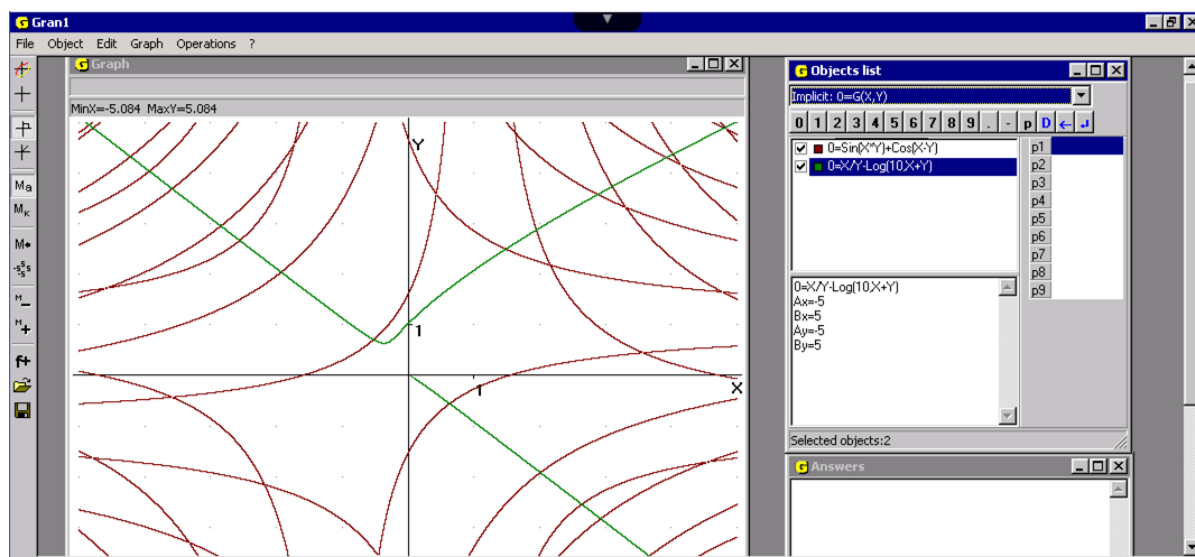 Gran1
File Object Edit Graph Operations ?
Graph
MinX=-5.084 MaxY=5.084
Y
1
1
X
Ma
Mк
M
-s s s
M
M+
f+
Objects list
Implicit: 0=G(X,Y)
0 1 2 3 4 5 6 7 8 9 . - p D
0=Sin(X*Y)+Cos(X-Y)
0=X/Y-Log(10,X+Y)
p1
p2
p3
p4
p5
p6
p7
p8
p9
0=X/Y-Log(10,X+Y)
Ax=-5
Bx=5
Ay=-5
By=5
Selected objects:2
Answers